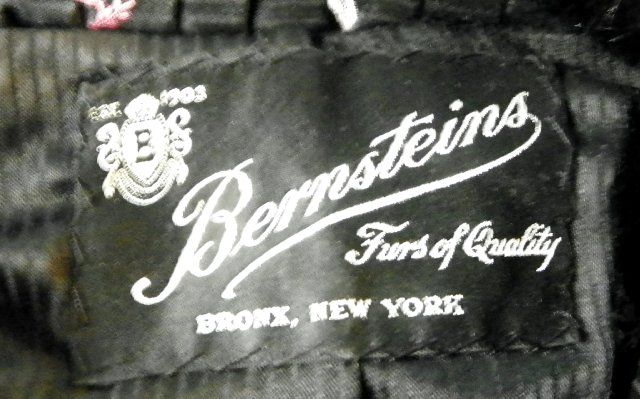 EST. 1903
B
Bernsteins
Furs of Quality
BRONX, NEW YORK